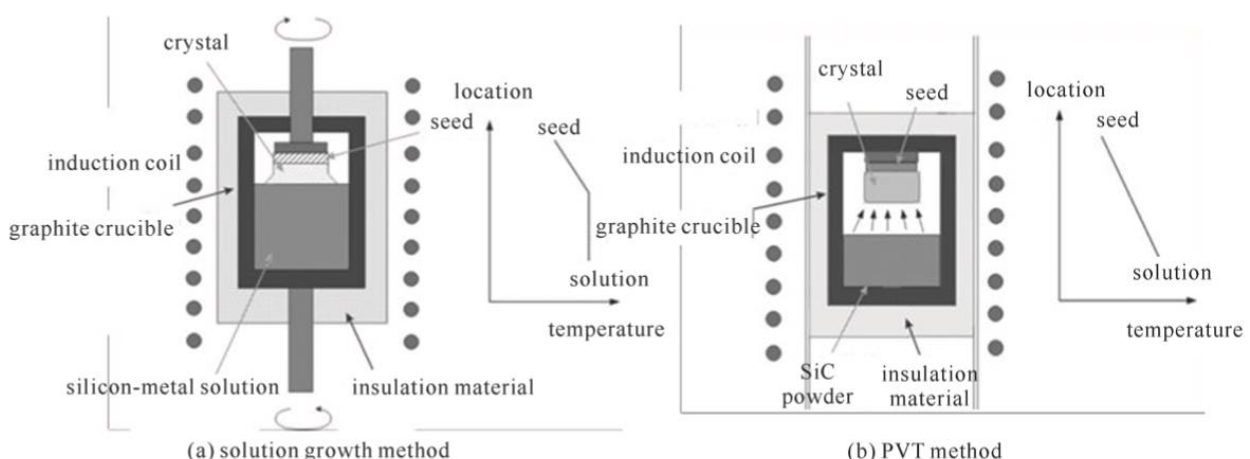 crystal
location
seed
seed
induction coil
graphite crucible
solution
temperature
silicon-metal solution
insulation material
(a) solution growth method
crystal
location
seed
seed
induction coil
graphite crucible
solution
temperature
SiC
powder
insulation
material
(b) PVT method